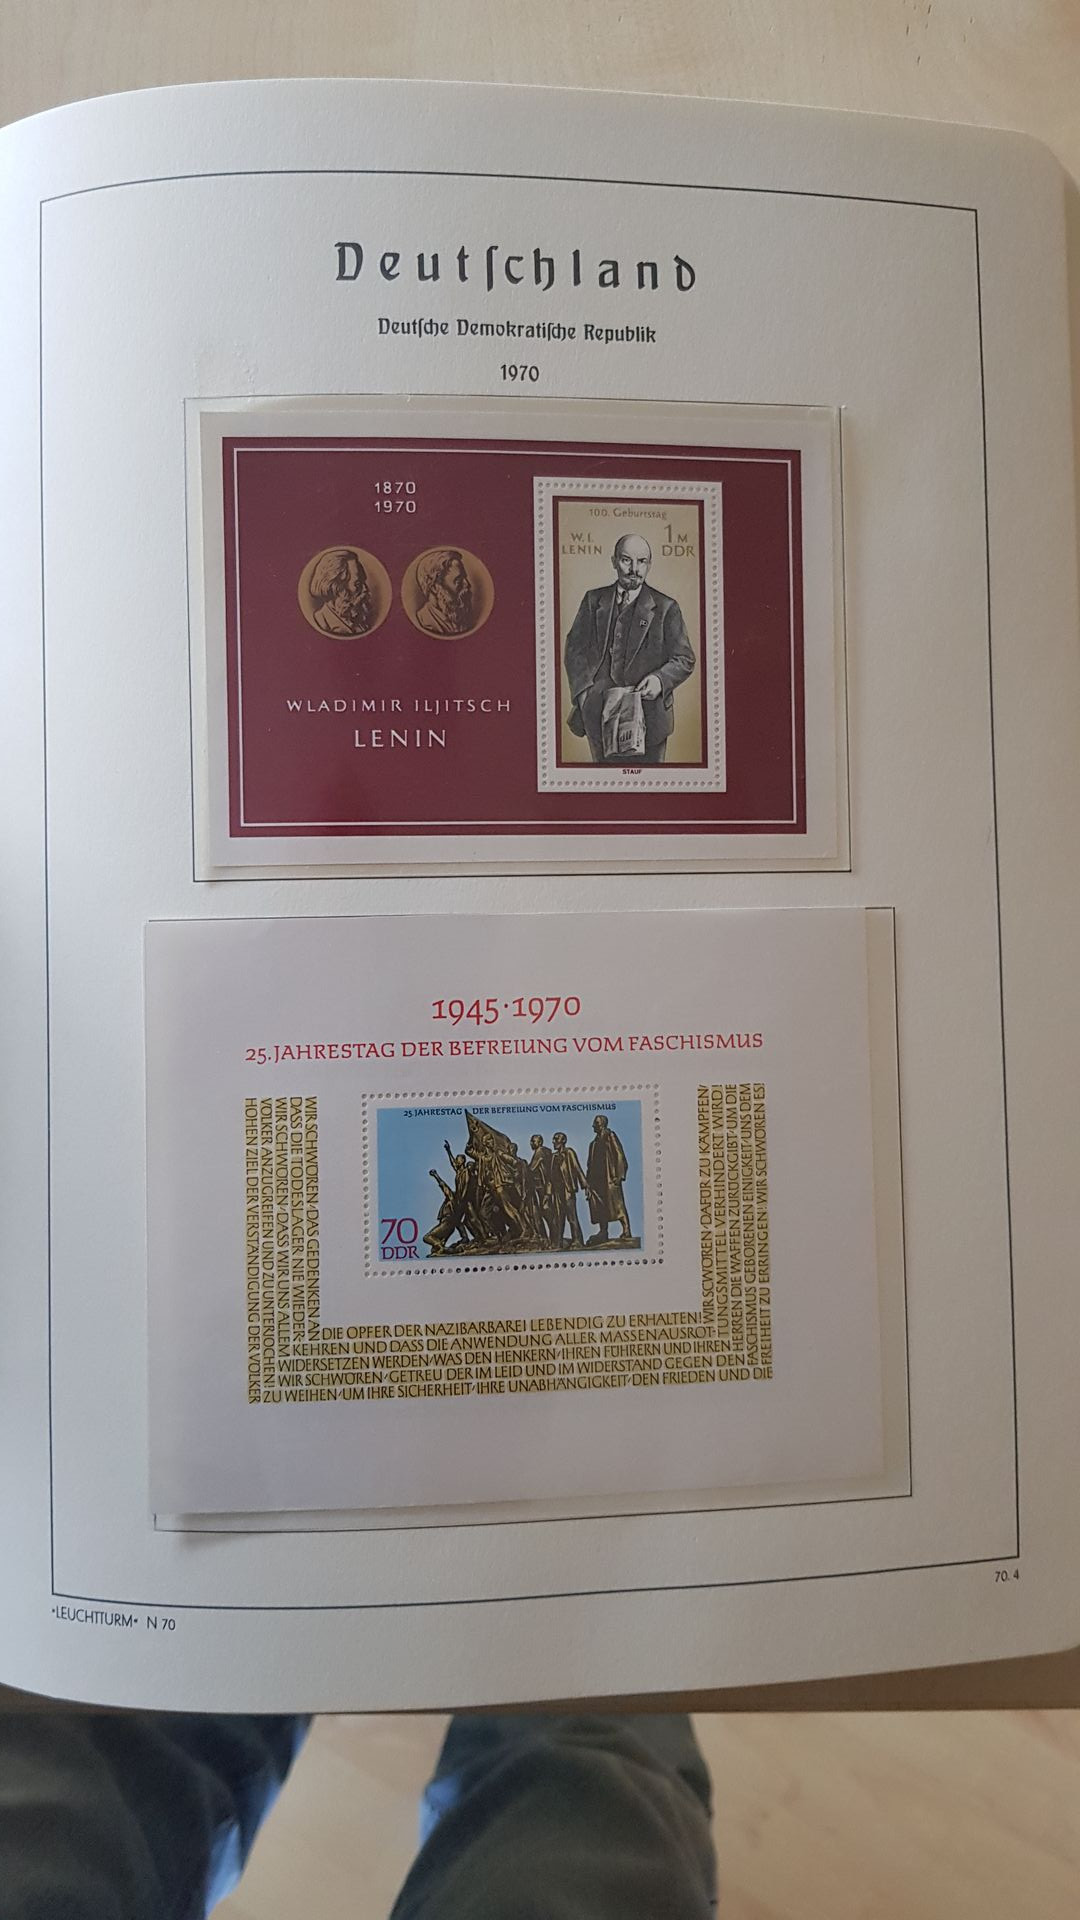 Deutſchland
Deutſche Demokratiſche Republik
1970
1870
1970
WLADIMIR ILJITSCH
LENIN
100. Geburtstag
W. I.
LENIN
1 M
DDR
STAUF
1945·1970
25. JAHRESTAG DER BEFREIUNG VOM FASCHISMUS
25. JAHRESTAG DER BEFREIUNG VOM FASCHISMUS
70
DDR
WIR SCHWÖREN, DAS GEDENKEN AN DIE OPFER DER NAZIBARBAREI LEBENDIG ZU ERHALTEN! WIR SCWÖREN, DAFÜR ZU KÄMPFEN,
DASS DIE TODESLAGER NIE WIEDER-KEHREN UND DASS DIE ANWENDUNG ALLER MASSENAUSROT-TUNGSMITTEL VERHINDERT WIRD!
WIR SCHWÖREN, DASS WIR UNS ALLEM WIDERSETZEN WERDEN, WAS DEN HENKERN, IHREN FÜHRERN UND IHREN HERREN DIE WAFFEN ZURÜCKGIBT, UM DIE
VÖLKER ANZUGREIFEN UND ZU UNTERJOCHEN! WIR SCHWÖREN, GETREU DER IM LEID UND IM WIDERSTAND GEGEN DEN FASCHISMUS GEBORENEN EINIGKEIT, UNS DEM
HOHEN ZIEL DER VERSTÄNDIGUNG DER VÖLKER ZU WEIHEN, UM IHRE SICHERHEIT, IHRE UNABHÄNGIGKEIT, DEN FRIEDEN UND DIE FREIHEIT ZU ERRINGEN! WIR SCHWÖREN ES!
70. 4
"LEUCHTTURM" N 70